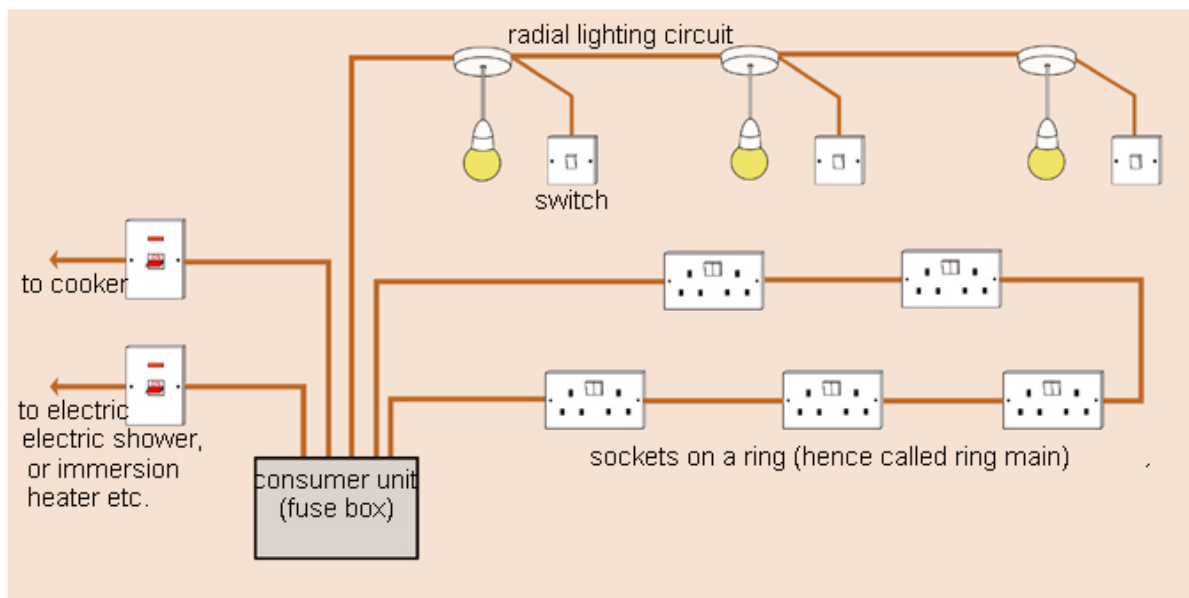 radial lighting circuit
switch
to cooker
to electric
electric shower,
or immersion
heater etc.
consumer unit
(fuse box)
sockets on a ring (hence called ring main)
,